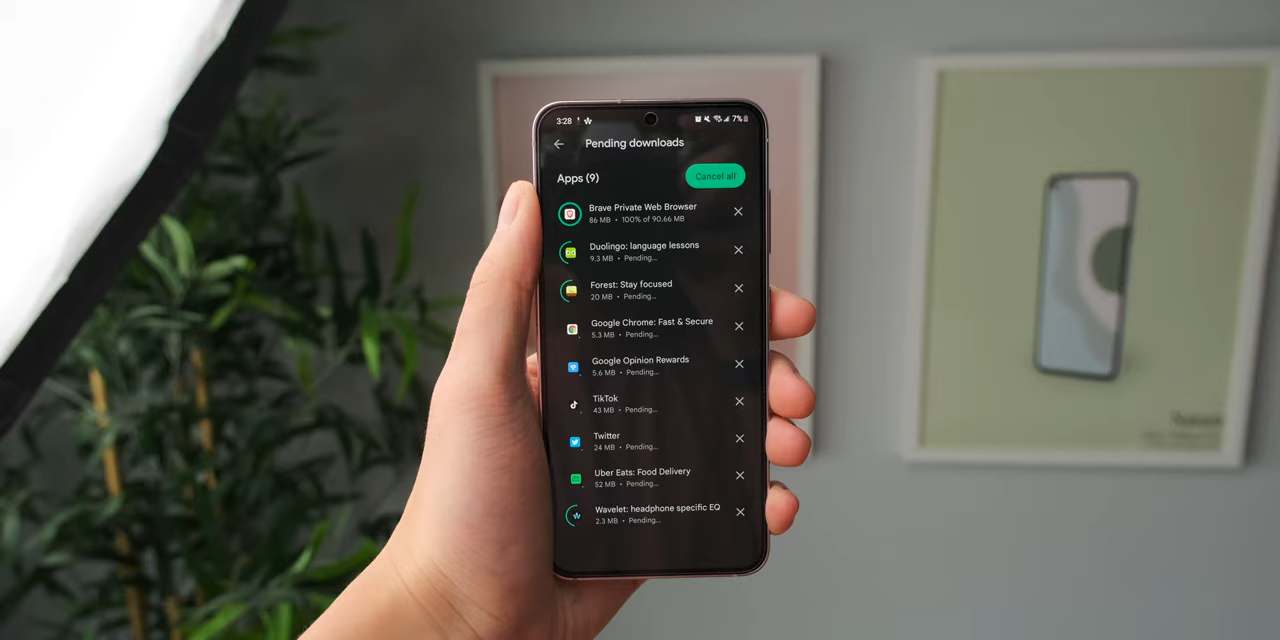 3:28 7%
Pending downloads
Apps (9) Cancel all
Brave Private Web Browser
86 MB • 100% of 90.66 MB
Duolingo: language lessons
9.3 MB • Pending...
Forest: Stay focused
20 MB • Pending...
Google Chrome: Fast & Secure
5.3 MB • Pending...
Google Opinion Rewards
5.6 MB • Pending...
TikTok
43 MB • Pending...
Twitter
24 MB • Pending...
Uber Eats: Food Delivery
52 MB • Pending...
Wavelet: headphone specific EQ
2.3 MB • Pending...